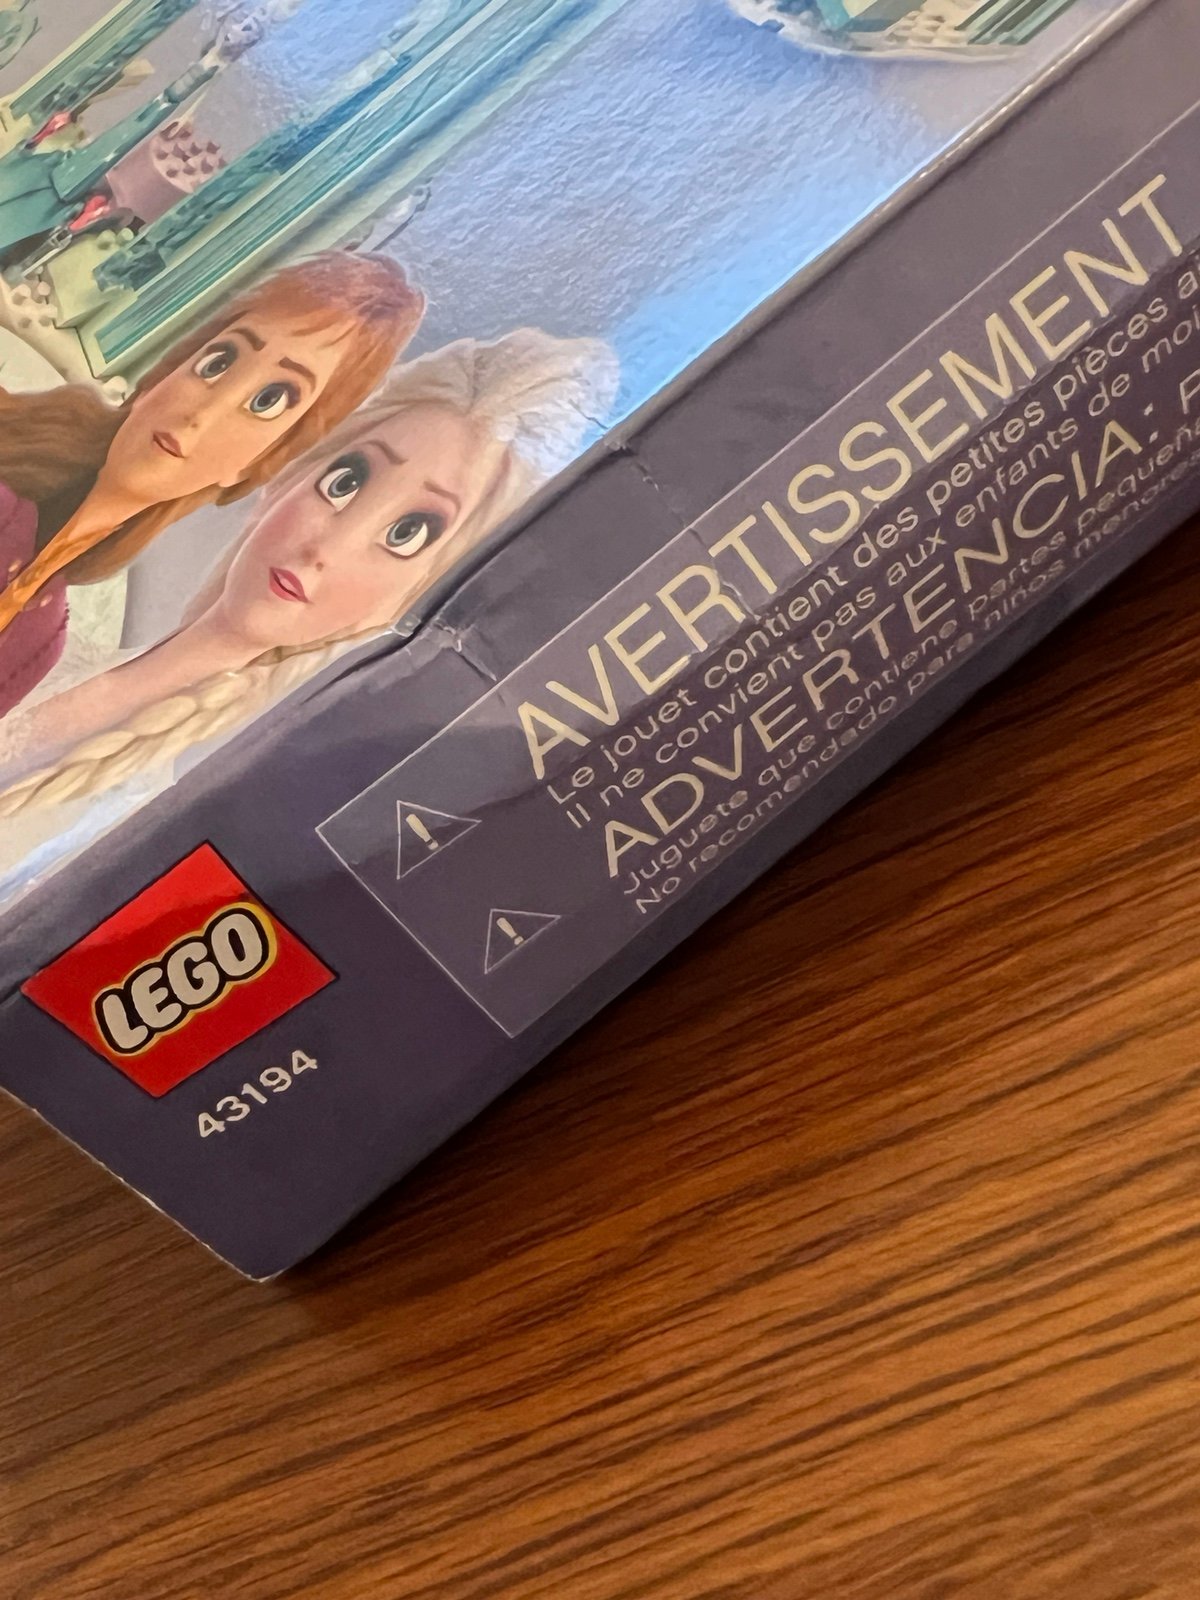 AVERTISSEMENT
Le jouet contient des petites pièces
Il ne convient pas aux enfants de
ADVERTENCIA:
Juguete que contiene partes
No recomendado para niños
LEGO
43194